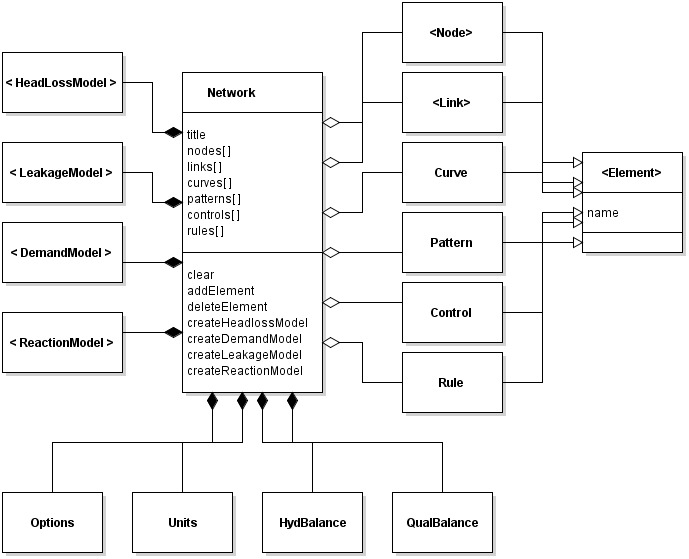 <Node>
< HeadLossModel >
Network
<Link>
title
nodes[ ]
links[ ]
curves[ ]
patterns[ ]
controls[ ]
rules[ ]
< LeakageModel >
Curve
<Element>
name
Pattern
< DemandModel >
clear
addElement
deleteElement
createHeadlossModel
createDemandModel
createLeakageModel
createReactionModel
Control
< ReactionModel >
Rule
Options
Units
HydBalance
QualBalance